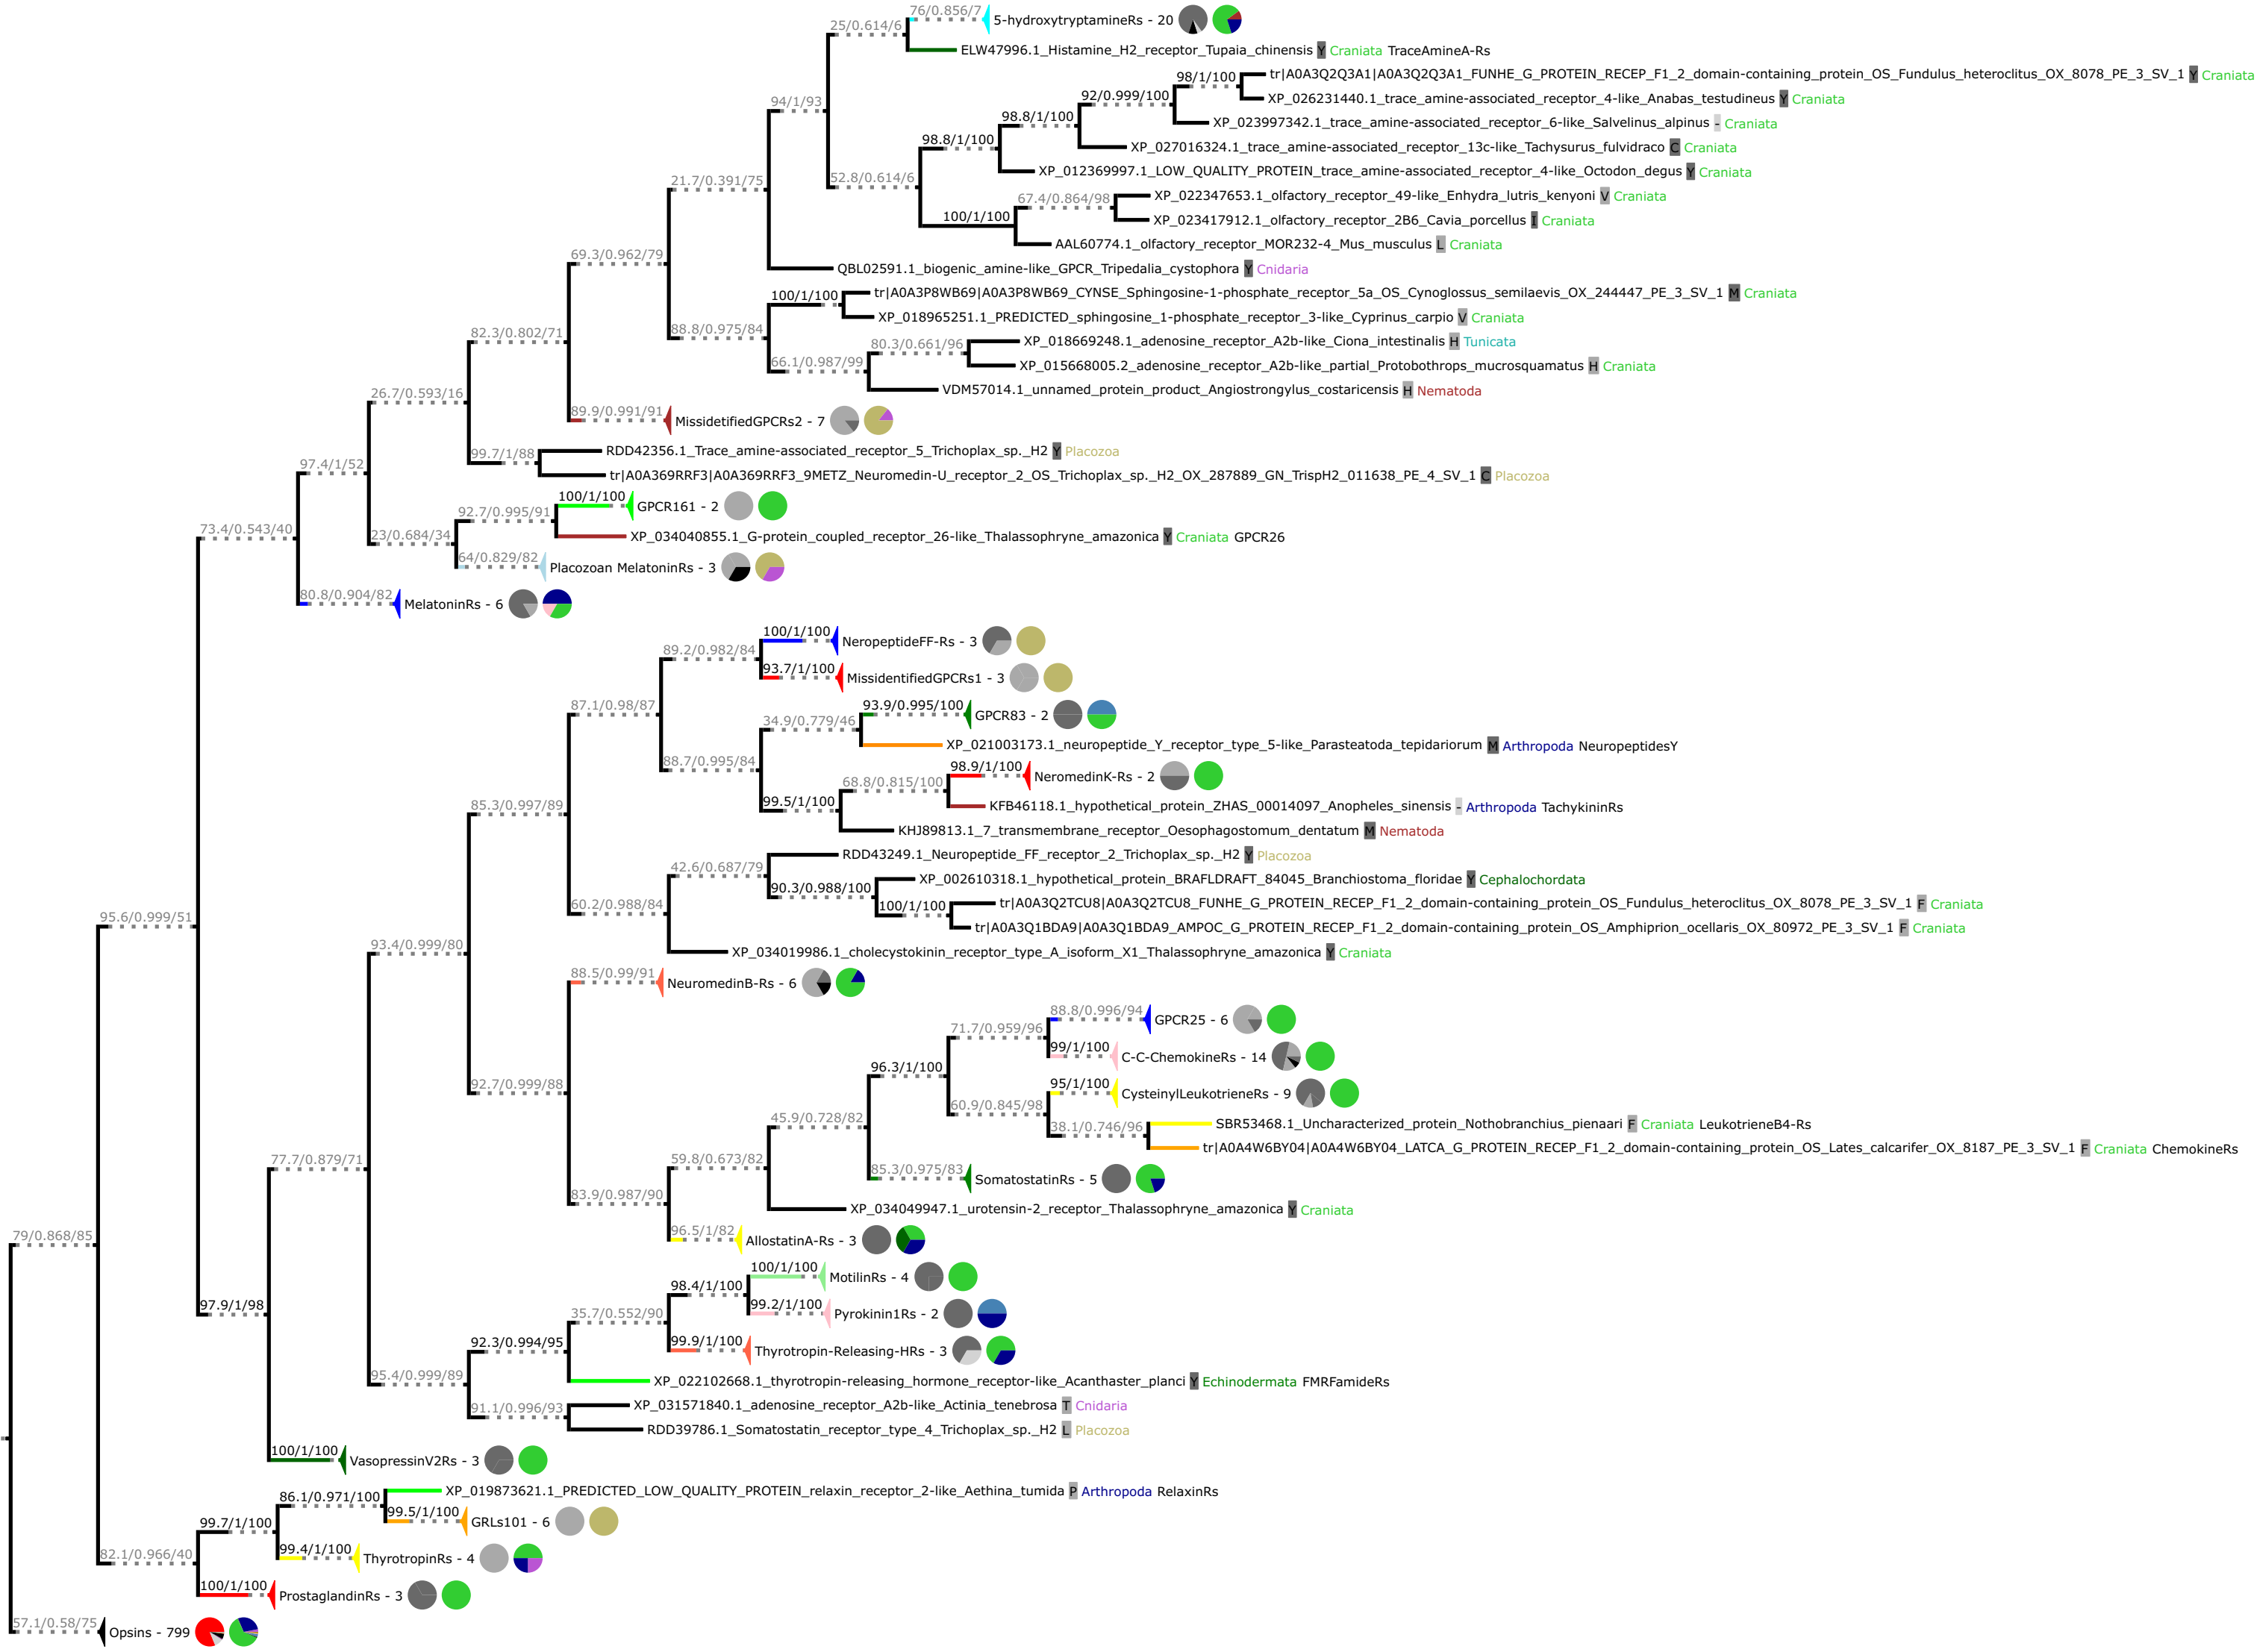 76/0.856/7
5-hydroxytryptamineRs - 20
25/0.614/6
ELW47996.1_Histamine_H2_receptor_Tupaia_chinensis Y Craniata TraceAmineA-Rs
98/1/100
tr|A0A3Q2Q3A1|A0A3Q2Q3A1_FUNHE_G_PROTEIN_RECEP_F1_2_domain-containing_protein_OS_Fundulus_heteroclitus_OX_8078_PE_3_SV_1 Y Craniata
92/0.999/100
XP_026231440.1_trace_amine-associated_receptor_4-like_Anabas_testudineus Y Craniata
94/1/93
XP_023997342.1_trace_amine-associated_receptor_6-like_Salvelinus_alpinus - Craniata
98.8/1/100
98.8/1/100
XP_027016324.1_trace_amine-associated_receptor_13c-like_Tachysurus_fulvidraco C Craniata
XP_012369997.1_LOW_QUALITY_PROTEIN_trace_amine-associated_receptor_4-like_Octodon_degus Y Craniata
21.7/0.391/75
52.8/0.614/6
67.4/0.864/98
XP_022347653.1_olfactory_receptor_49-like_Enhydra_lutris_kenyoni V Craniata
100/1/100
XP_023417912.1_olfactory_receptor_2B6_Cavia_porcellus I Craniata
AAL60774.1_olfactory_receptor_MOR232-4_Mus_musculus L Craniata
69.3/0.962/79
QBL02591.1_biogenic_amine-like_GPCR_Tripedalia_cystophora Y Cnidaria
100/1/100
tr|A0A3P8WB69|A0A3P8WB69_CYNSE_Sphingosine-1-phosphate_receptor_5a_OS_Cynoglossus_semilaevis_OX_244447_PE_3_SV_1 M Craniata
XP_018965251.1_PREDICTED_sphingosine_1-phosphate_receptor_3-like_Cyprinus_carpio V Craniata
82.3/0.802/71
88.8/0.975/84
80.3/0.661/96
XP_018669248.1_adenosine_receptor_A2b-like_Ciona_intestinalis H Tunicata
66.1/0.987/99
XP_015668005.2_adenosine_receptor_A2b-like_partial_Protobothrops_mucrosquamatus H Craniata
VDM57014.1_unnamed_protein_product_Angiostrongylus_costaricensis H Nematoda
26.7/0.593/16
89.9/0.991/91
MissidetifiedGPCRs2 - 7
RDD42356.1_Trace_amine-associated_receptor_5_Trichoplax_sp._H2 Y Placozoa
97.4/1/52
99.7/1/88
tr|A0A369RRF3|A0A369RRF3_9METZ_Neuromedin-U_receptor_2_OS_Trichoplax_sp._H2_OX_287889_GN_TrispH2_011638_PE_4_SV_1 C Placozoa
100/1/100
GPCR161 - 2
92.7/0.995/91
73.4/0.543/40
23/0.684/34
XP_034040855.1_G-protein_coupled_receptor_26-like_Thalassophryne_amazonica Y Craniata GPCR26
64/0.829/82
Placozoan MelatoninRs - 3
80.8/0.904/82
MelatoninRs - 6
100/1/100
NeropeptideFF-Rs - 3
89.2/0.982/84
93.7/1/100
MissidentifiedGPCRs1 - 3
87.1/0.98/87
93.9/0.995/100
GPCR83 - 2
34.9/0.779/46
XP_021003173.1_neuropeptide_Y_receptor_type_5-like_Parasteatoda_tepidariorum M Arthropoda NeuropeptidesY
88.7/0.995/84
98.9/1/100
NeromedinK-Rs - 2
68.8/0.815/100
85.3/0.997/89
99.5/1/100
KFB46118.1_hypothetical_protein_ZHAS_00014097_Anopheles_sinensis - Arthropoda TachykininRs
KHJ89813.1_7_transmembrane_receptor_Oesophagostomum_dentatum M Nematoda
RDD43249.1_Neuropeptide_FF_receptor_2_Trichoplax_sp._H2 Y Placozoa
42.6/0.687/79
XP_002610318.1_hypothetical_protein_BRAFLDRAFT_84045_Branchiostoma_floridae Y Cephalochordata
90.3/0.988/100
60.2/0.988/84
100/1/100
tr|A0A3Q2TCU8|A0A3Q2TCU8_FUNHE_G_PROTEIN_RECEP_F1_2_domain-containing_protein_OS_Fundulus_heteroclitus_OX_8078_PE_3_SV_1 F Craniata
95.6/0.999/51
tr|A0A3Q1BDA9|A0A3Q1BDA9_AMPOC_G_PROTEIN_RECEP_F1_2_domain-containing_protein_OS_Amphiprion_ocellaris_OX_80972_PE_3_SV_1 F Craniata
93.4/0.999/80
XP_034019986.1_cholecystokinin_receptor_type_A_isoform_X1_Thalassophryne_amazonica Y Craniata
88.5/0.99/91
NeuromedinB-Rs - 6
88.8/0.996/94
GPCR25 - 6
71.7/0.959/96
99/1/100
C-C-ChemokineRs - 14
96.3/1/100
92.7/0.999/88
95/1/100
CysteinylLeukotrieneRs - 9
60.9/0.845/98
45.9/0.728/82
SBR53468.1_Uncharacterized_protein_Nothobranchius_pienaari F Craniata LeukotrieneB4-Rs
38.1/0.746/96
tr|A0A4W6BY04|A0A4W6BY04_LATCA_G_PROTEIN_RECEP_F1_2_domain-containing_protein_OS_Lates_calcarifer_OX_8187_PE_3_SV_1 F Craniata ChemokineRs
77.7/0.879/71
59.8/0.673/82
85.3/0.975/83
SomatostatinRs - 5
83.9/0.987/90
XP_034049947.1_urotensin-2_receptor_Thalassophryne_amazonica Y Craniata
79/0.868/85
96.5/1/82
AllostatinA-Rs - 3
100/1/100
MotilinRs - 4
98.4/1/100
97.9/1/98
99.2/1/100
Pyrokinin1Rs - 2
35.7/0.552/90
92.3/0.994/95
99.9/1/100
Thyrotropin-Releasing-HRs - 3
95.4/0.999/89
XP_022102668.1_thyrotropin-releasing_hormone_receptor-like_Acanthaster_planci Y Echinodermata FMRFamideRs
91.1/0.996/93
XP_031571840.1_adenosine_receptor_A2b-like_Actinia_tenebrosa T Cnidaria
RDD39786.1_Somatostatin_receptor_type_4_Trichoplax_sp._H2 L Placozoa
100/1/100
VasopressinV2Rs - 3
XP_019873621.1_PREDICTED_LOW_QUALITY_PROTEIN_relaxin_receptor_2-like_Aethina_tumida P Arthropoda RelaxinRs
86.1/0.971/100
99.5/1/100
GRLs101 - 6
99.7/1/100
82.1/0.966/40
99.4/1/100
ThyrotropinRs - 4
100/1/100
ProstaglandinRs - 3
57.1/0.58/75
Opsins - 799